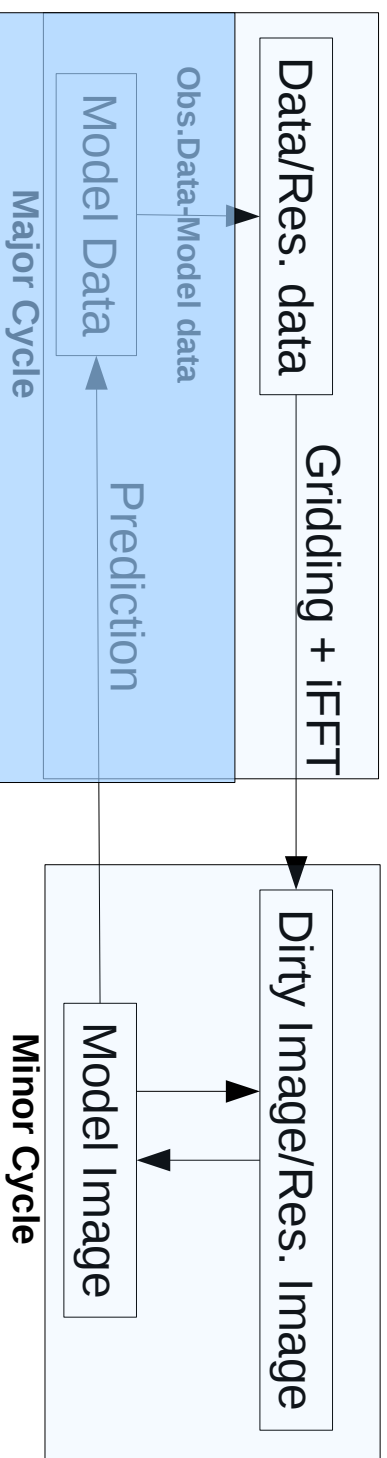 Data/Res. data
Gridding + iFFT
Dirty Image/Res. Image
Obs.Data-Model data
Model Data
Prediction
Model Image
Major Cycle
Minor Cycle